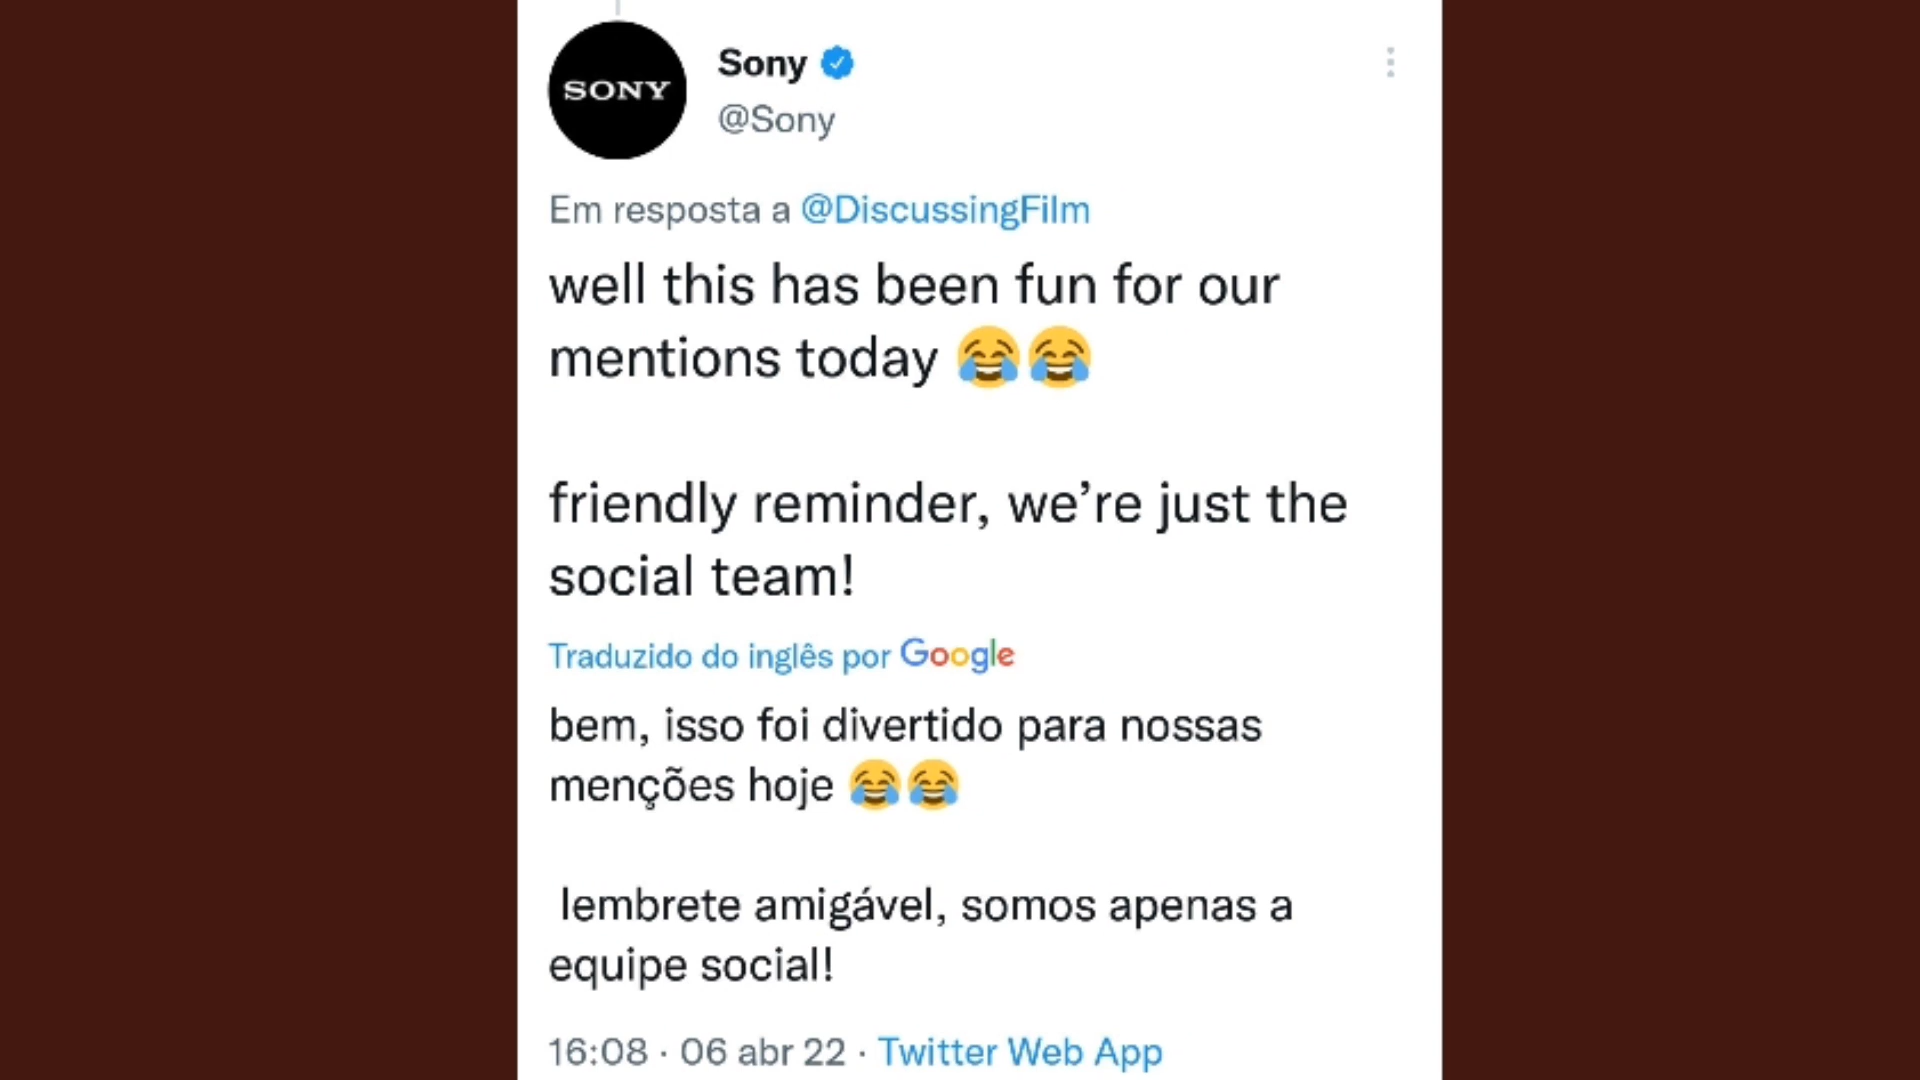 SONY
Sony
@Sony
Em resposta a @DiscussingFilm
well this has been fun for our
mentions today 😂😂
friendly reminder, we’re just the
social team!
Traduzido do inglês por Google
bem, isso foi divertido para nossas
menções hoje 😂😂
lembrete amigável, somos apenas a
equipe social!
16:08 · 06 abr 22 · Twitter Web App